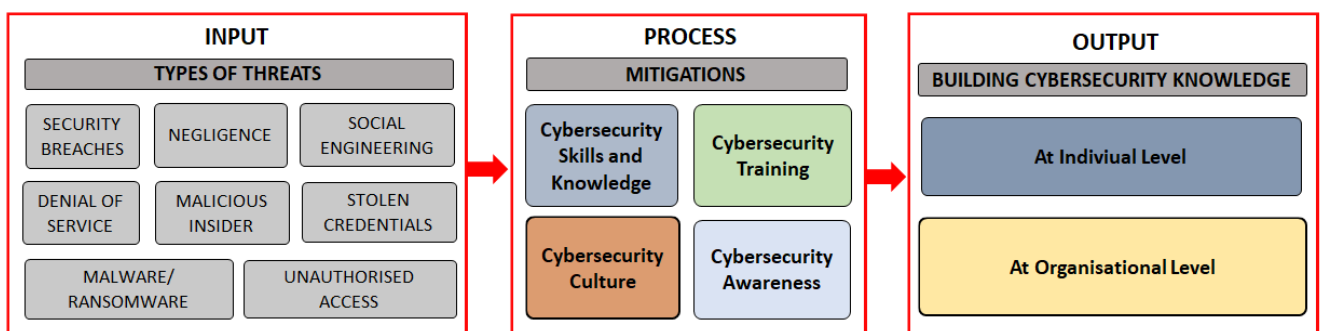 INPUT
TYPES OF THREATS
SECURITY
BREACHES
NEGLIGENCE
SOCIAL
ENGINEERING
DENIAL OF
SERVICE
MALICIOUS
INSIDER
STOLEN
CREDENTIALS
MALWARE/
RANSOMWARE
UNAUTHORISED
ACCESS
PROCESS
MITIGATIONS
Cybersecurity
Skills and
Knowledge
Cybersecurity
Training
Cybersecurity
Culture
Cybersecurity
Awareness
OUTPUT
BUILDING CYBERSECURITY KNOWLEDGE
At Indiviual Level
At Organisational Level